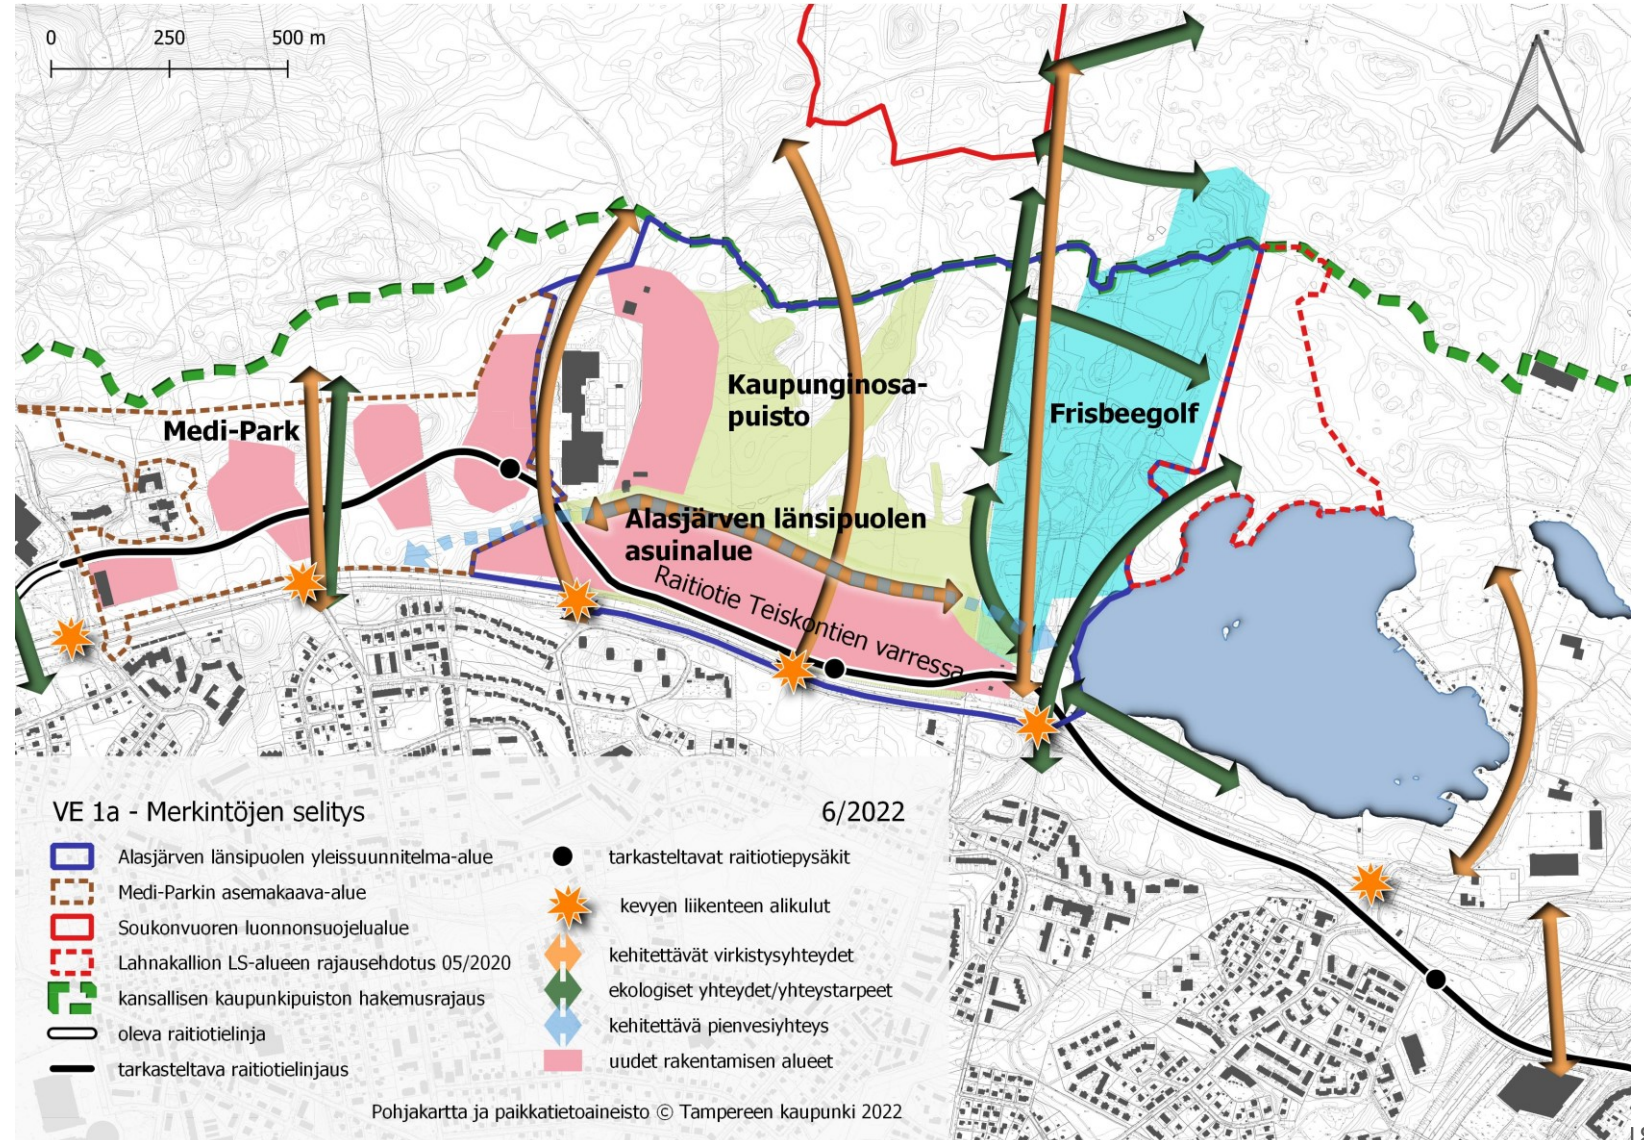 0 250 500 m
Medi-Park
Kaupunginosa-
puisto
Frisbeegolf
Alasjärven länsipuolen
asuinalue
Raitiotie Teiskontien varressa
VE 1a - Merkintöjen selitys
6/2022
Alasjärven länsipuolen yleissuunnitelma-alue
Medi-Parkin asemakaava-alue
Soukonvuoren luonnonsuojelualue
Lahnakallion LS-alueen rajausehdotus 05/2020
kansallisen kaupunkipuiston hakemusrajaus
oleva raitiotielinja
tarkasteltava raitiotielinjaus
tarkasteltavat raitiotiepysäkit
kevyen liikenteen alikulut
kehitettävät virkistysyhteydet
ekologiset yhteydet/yhteystarpeet
kehitettävä pienvesiyhteys
uudet rakentamisen alueet
Pohjakartta ja paikkatietoaineisto © Tampereen kaupunki 2022